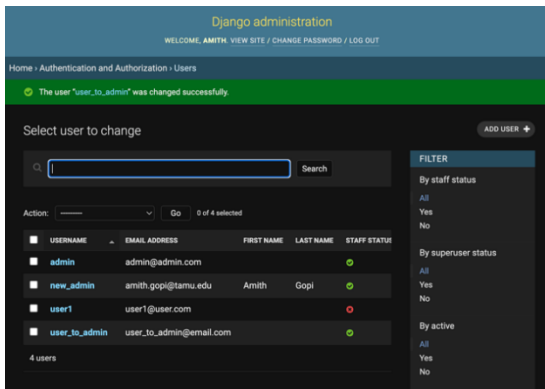 Django administration
WELCOME, AMITH. VIEW SITE / CHANGE PASSWORD / LOG OUT
Home › Authentication and Authorization › Users
The user "user_to_admin" was changed successfully.
Select user to change
ADD USER +
Search
Action: --------- Go 0 of 4 selected
USERNAME EMAIL ADDRESS FIRST NAME LAST NAME STAFF STATUS
admin admin@admin.com
new_admin amith.gopi@tamu.edu Amith Gopi
user1 user1@user.com
user_to_admin user_to_admin@email.com
4 users
FILTER
By staff status
All
Yes
No
By superuser status
All
Yes
No
By active
All
Yes
No